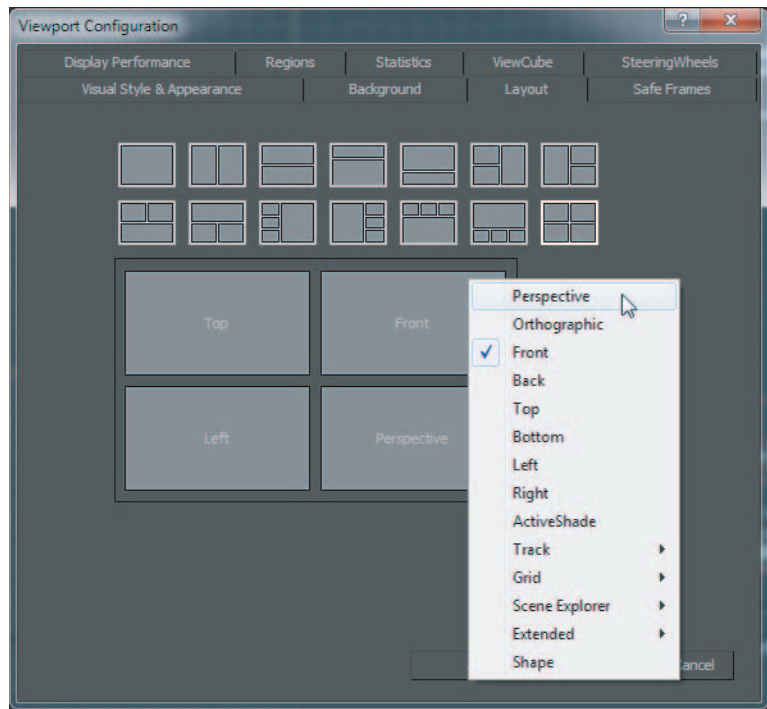 Viewport Configuration
?
X
Display Performance Regions Statistics ViewCube SteeringWheels
Visual Style & Appearance Background Layout Safe Frames
Top Front
Left Perspective
Perspective
Orthographic
Front
Back
Top
Bottom
Left
Right
ActiveShade
Track
Grid
Scene Explorer
Extended
Shape